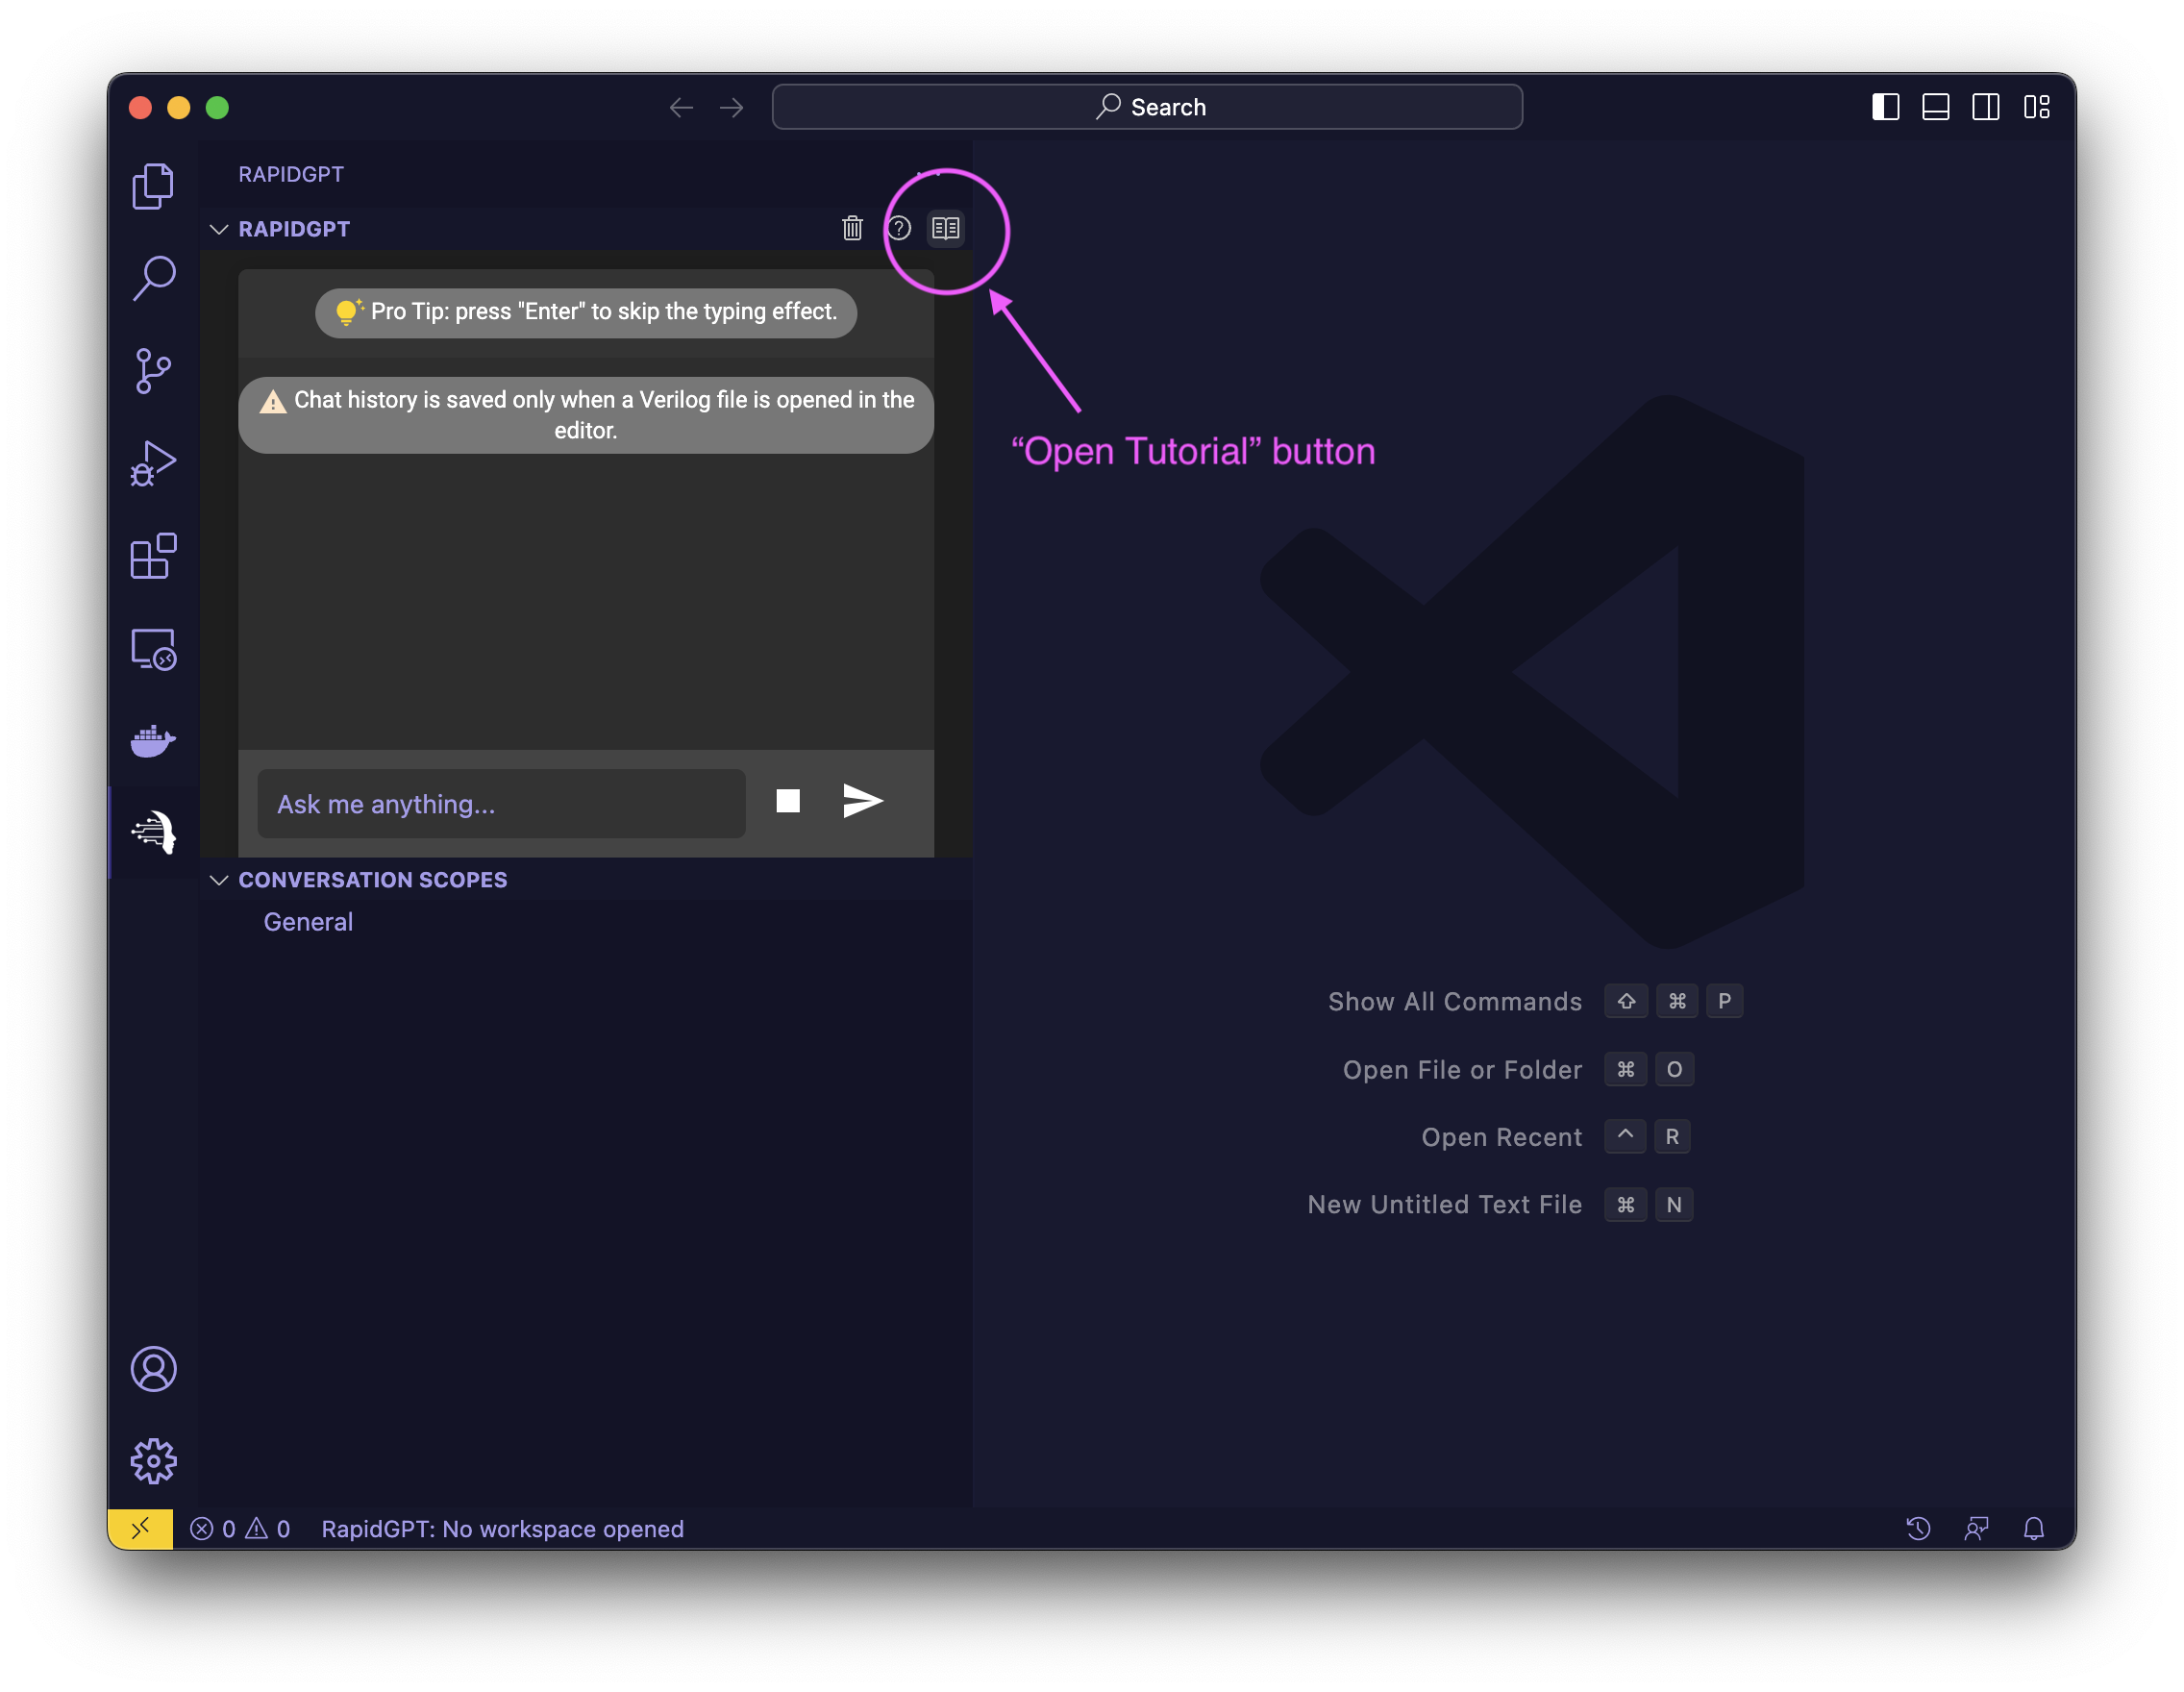 Search
RAPIDGPT
RAPIDGPT
Pro Tip: press "Enter" to skip the typing effect.
Chat history is saved only when a Verilog file is opened in the
editor.
“Open Tutorial” button
Ask me anything...
CONVERSATION SCOPES
General
Show All Commands ⇧ ⌘ P
Open File or Folder ⌘ O
Open Recent ^ R
New Untitled Text File ⌘ N
0 0 RapidGPT: No workspace opened